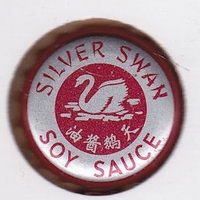 SILVER SWAN
天鵝醬油
SOY SAUCE